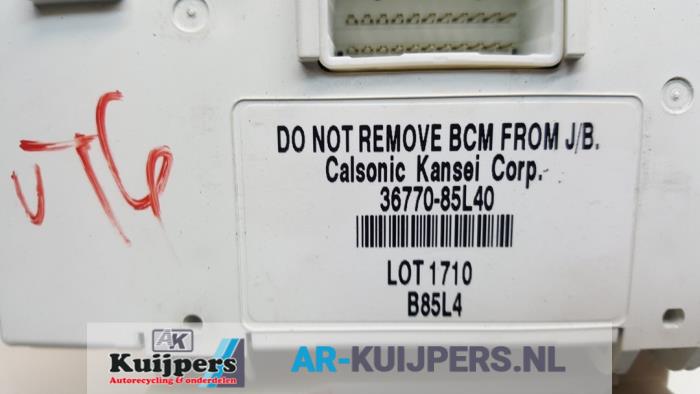 DO NOT REMOVE BCM FROM J/B.
Calsonic Kansei Corp.
36770-85L40
LOT 1710
B85L4
AK
Kuijpers
Autorecycling & onderdelen
AR-KUIJPERS.NL